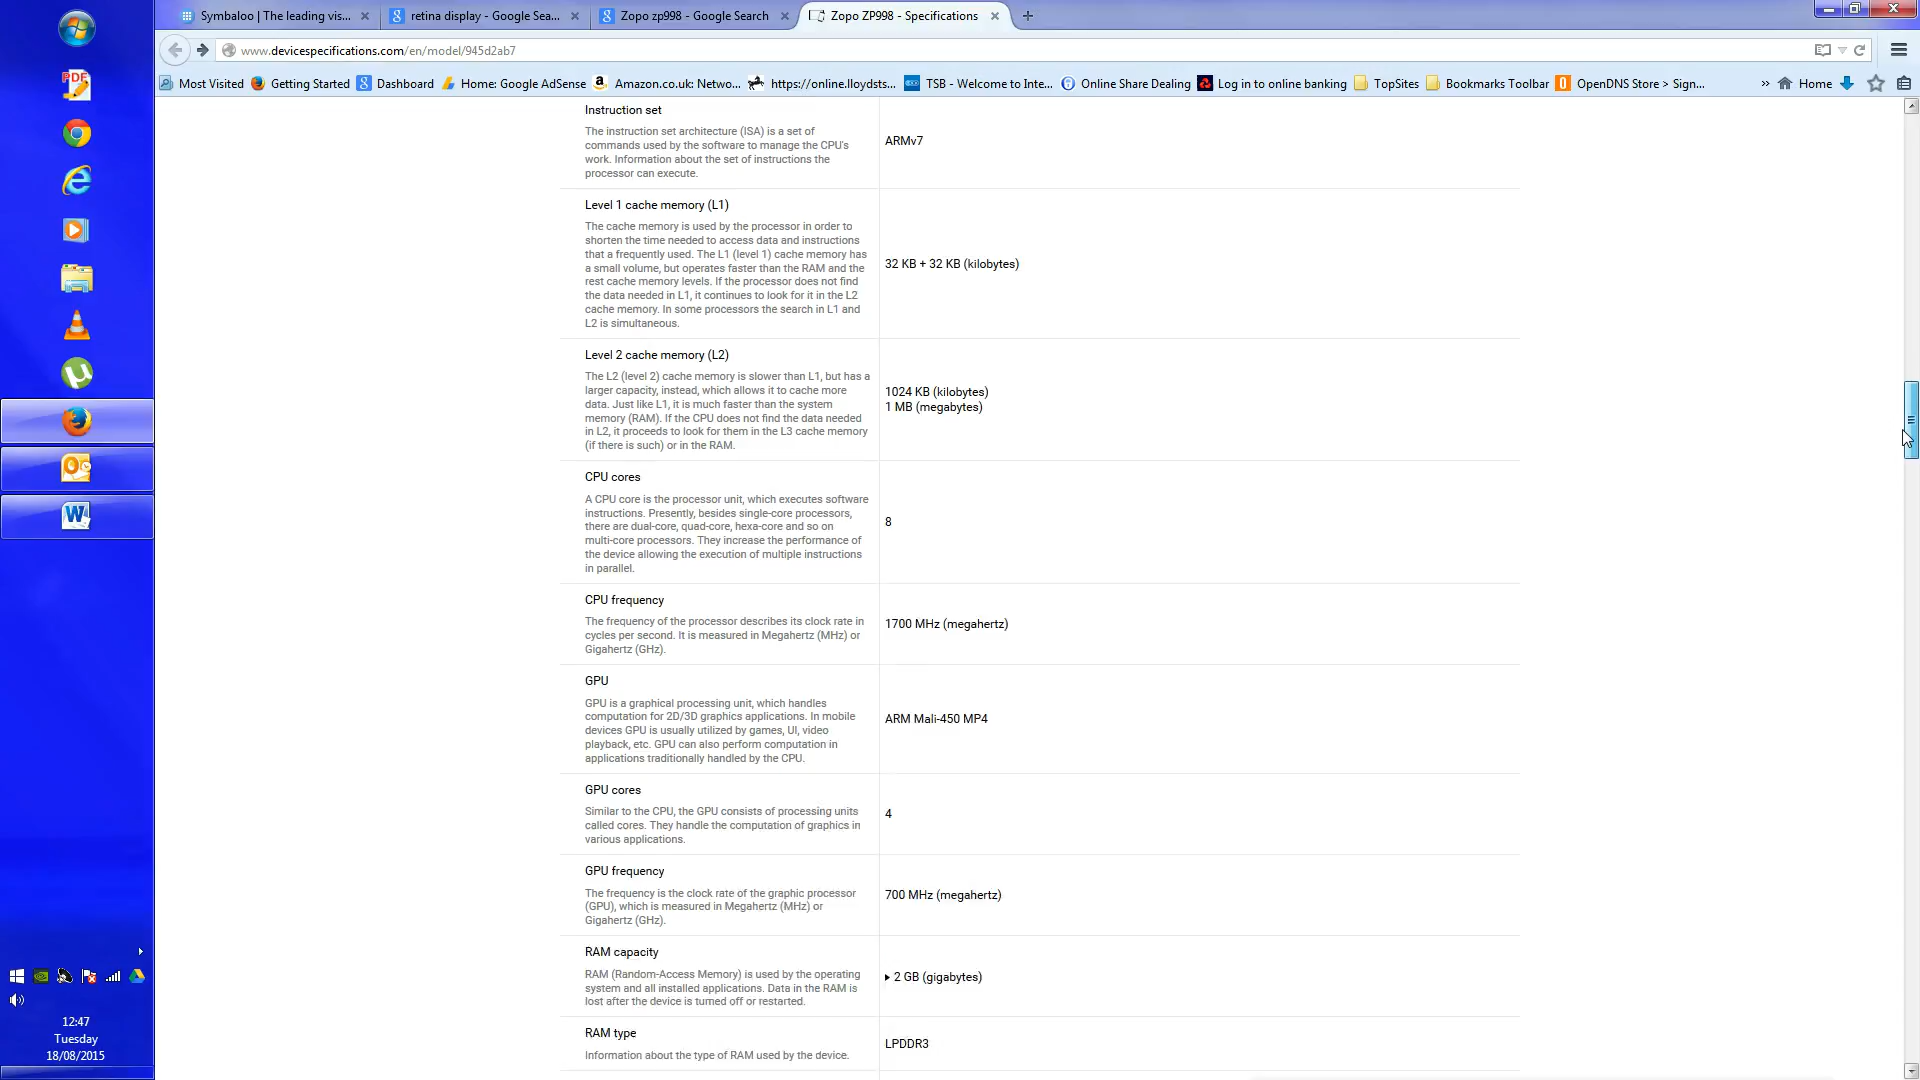 Symbaloo | The leading vis...
retina display - Google Sea...
Zopo zp998 - Google Search
Zopo ZP998 - Specifications
www.devicespecifications.com/en/model/945d2ab7
Most Visited
Getting Started
Dashboard
Home: Google AdSense
Amazon.co.uk: Netwo...
https://online.lloydsts...
TSB - Welcome to Inte...
Online Share Dealing
Log in to online banking
TopSites
Bookmarks Toolbar
OpenDNS Store > Sign...
Home
Instruction set
The instruction set architecture (ISA) is a set of
commands used by the software to manage the CPU's
work. Information about the set of instructions the
processor can execute.
ARMv7
Level 1 cache memory (L1)
The cache memory is used by the processor in order to
shorten the time needed to access data and instructions
that a frequently used. The L1 (level 1) cache memory has
a small volume, but operates faster than the RAM and the
rest cache memory levels. If the processor does not find
the data needed in L1, it continues to look for it in the L2
cache memory. In some processors the search in L1 and
L2 is simultaneous.
32 KB + 32 KB (kilobytes)
Level 2 cache memory (L2)
The L2 (level 2) cache memory is slower than L1, but has a
larger capacity, instead, which allows it to cache more
data. Just like L1, it is much faster than the system
memory (RAM). If the CPU does not find the data needed
in L2, it proceeds to look for them in the L3 cache memory
(if there is such) or in the RAM.
1024 KB (kilobytes)
1 MB (megabytes)
CPU cores
A CPU core is the processor unit, which executes software
instructions. Presently, besides single-core processors,
there are dual-core, quad-core, hexa-core and so on
multi-core processors. They increase the performance of
the device allowing the execution of multiple instructions
in parallel.
8
CPU frequency
The frequency of the processor describes its clock rate in
cycles per second. It is measured in Megahertz (MHz) or
Gigahertz (GHz).
1700 MHz (megahertz)
GPU
GPU is a graphical processing unit, which handles
computation for 2D/3D graphics applications. In mobile
devices GPU is usually utilized by games, UI, video
playback, etc. GPU can also perform computation in
applications traditionally handled by the CPU.
ARM Mali-450 MP4
GPU cores
Similar to the CPU, the GPU consists of processing units
called cores. They handle the computation of graphics in
various applications.
4
GPU frequency
The frequency is the clock rate of the graphic processor
(GPU), which is measured in Megahertz (MHz) or
Gigahertz (GHz).
700 MHz (megahertz)
RAM capacity
RAM (Random-Access Memory) is used by the operating
system and all installed applications. Data in the RAM is
lost after the device is turned off or restarted.
2 GB (gigabytes)
RAM type
Information about the type of RAM used by the device.
LPDDR3
PDF
12:47
Tuesday
18/08/2015